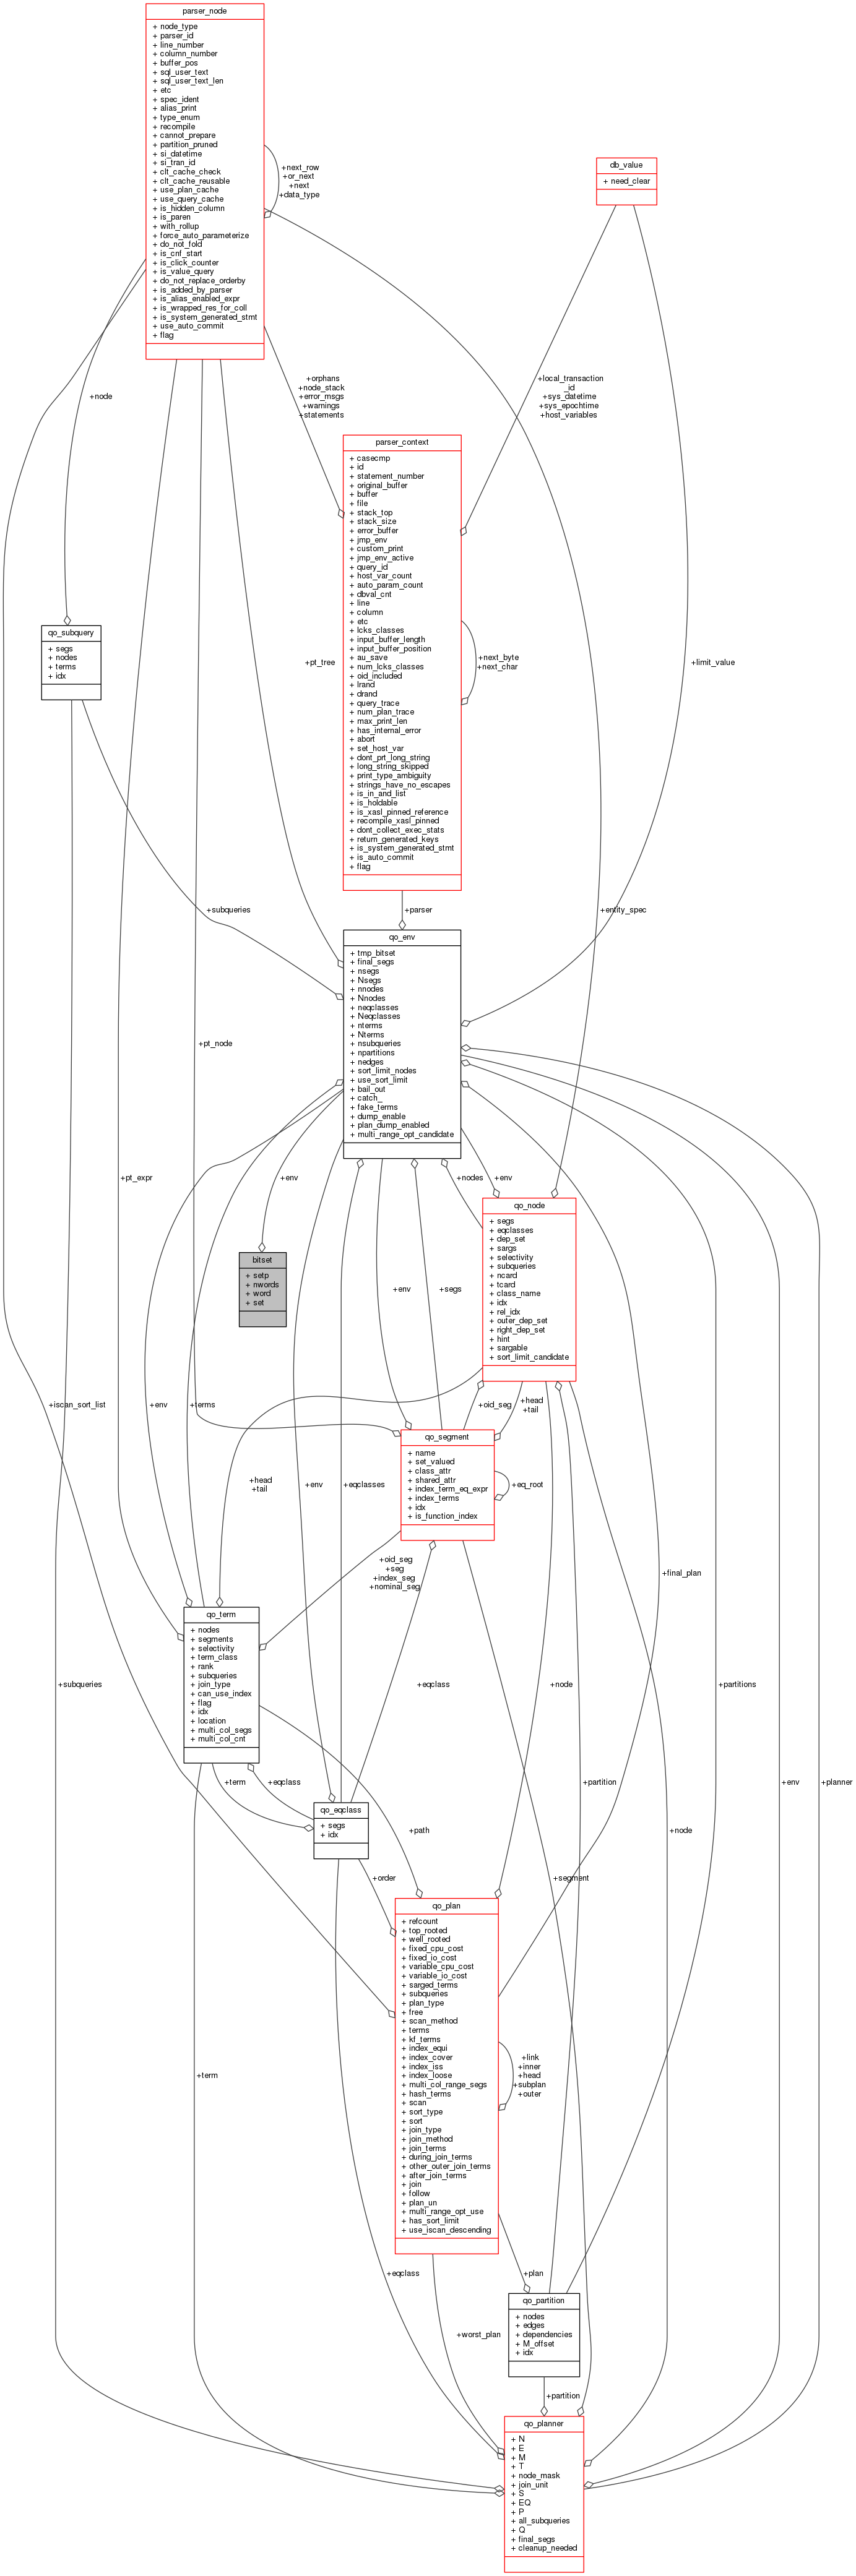 parser_node
+ node_type
+ parser_id
+ line_number
+ column_number
+ buffer_pos
+ sql_user_text
+ sql_user_text_len
+ etc
+ spec_ident
+ alias_print
+ type_enum
+ recompile
+ cannot_prepare
+ partition_pruned
+ si_datetime
+ si_tran_id
+ clt_cache_check
+ clt_cache_reusable
+ use_plan_cache
+ use_query_cache
+ is_hidden_column
+ is_paren
+ with_rollup
+ force_auto_parameterize
+ do_not_fold
+ is_cnf_start
+ is_click_counter
+ is_value_query
+ do_not_replace_orderby
+ is_added_by_parser
+ is_alias_enabled_expr
+ is_wrapped_res_for_coll
+ is_system_generated_stmt
+ use_auto_commit
+ flag
+next_row
+or_next
+next
+data_type
db_value
+ need_clear
+node
+orphans
+node_stack
+error_msgs
+warnings
+statements
+local_transaction
_id
+sys_datetime
+sys_epochtime
+host_variables
parser_context
+ casecmp
+ id
+ statement_number
+ original_buffer
+ buffer
+ file
+ stack_top
+ stack_size
+ error_buffer
+ jmp_env
+ custom_print
+ jmp_env_active
+ query_id
+ host_var_count
+ auto_param_count
+ dbval_cnt
+ line
+ column
+ etc
+ lcks_classes
+ input_buffer_length
+ input_buffer_position
+ au_save
+ num_lcks_classes
+ oid_included
+ lrand
+ drand
+ query_trace
+ num_plan_trace
+ max_print_len
+ has_internal_error
+ abort
+ set_host_var
+ dont_prt_long_string
+ long_string_skipped
+ print_type_ambiguity
+ strings_have_no_escapes
+ is_in_and_list
+ is_holdable
+ is_xasl_pinned_reference
+ recompile_xasl_pinned
+ dont_collect_exec_stats
+ return_generated_keys
+ is_system_generated_stmt
+ is_auto_commit
+ flag
+next_byte
+next_char
qo_subquery
+ segs
+ nodes
+ terms
+ idx
+pt_tree
+limit_value
+subqueries
+parser
+entity_spec
qo_env
+ tmp_bitset
+ final_segs
+ nsegs
+ Nsegs
+ nnodes
+ Nnodes
+ neqclasses
+ Neqclasses
+ nterms
+ Nterms
+ nsubqueries
+ npartitions
+ nedges
+ sort_limit_nodes
+ use_sort_limit
+ bail_out
+ catch_
+ fake_terms
+ dump_enable
+ plan_dump_enabled
+ multi_range_opt_candidate
+pt_node
+pt_expr
+env
+nodes
+env
bitset
+ setp
+ nwords
+ word
+ set
qo_node
+ segs
+ eqclasses
+ dep_set
+ sargs
+ selectivity
+ subqueries
+ ncard
+ tcard
+ class_name
+ idx
+ rel_idx
+ outer_dep_set
+ right_dep_set
+ hint
+ sargable
+ sort_limit_candidate
+env
+segs
+iscan_sort_list
+env
+terms
+oid_seg
+head
+tail
qo_segment
+ name
+ set_valued
+ class_attr
+ shared_attr
+ index_term_eq_expr
+ index_terms
+ idx
+ is_function_index
+eq_root
+head
+tail
+env
+eqclasses
+oid_seg
+seg
+index_seg
+nominal_seg
+final_plan
qo_term
+ nodes
+ segments
+ selectivity
+ term_class
+ rank
+ subqueries
+ join_type
+ can_use_index
+ flag
+ idx
+ location
+ multi_col_segs
+ multi_col_cnt
+subqueries
+eqclass
+node
+partitions
+term
+eqclass
+partition
+env
+planner
qo_eqclass
+ segs
+ idx
+path
+node
+order
+segment
qo_plan
+ refcount
+ top_rooted
+ well_rooted
+ fixed_cpu_cost
+ fixed_io_cost
+ variable_cpu_cost
+ variable_io_cost
+ sarged_terms
+ subqueries
+ plan_type
+ free
+ scan_method
+ terms
+ kf_terms
+ index_equi
+ index_cover
+ index_iss
+ index_loose
+ multi_col_range_segs
+ hash_terms
+ scan
+ sort_type
+ sort
+ join_type
+ join_method
+ join_terms
+ during_join_terms
+ other_outer_join_terms
+ after_join_terms
+ join
+ follow
+ plan_un
+ multi_range_opt_use
+ has_sort_limit
+ use_iscan_descending
+link
+inner
+head
+subplan
+outer
+term
+eqclass
+plan
qo_partition
+ nodes
+ edges
+ dependencies
+ M_offset
+ idx
+worst_plan
+partition
qo_planner
+ N
+ E
+ M
+ T
+ node_mask
+ join_unit
+ S
+ EQ
+ P
+ all_subqueries
+ Q
+ final_segs
+ cleanup_needed